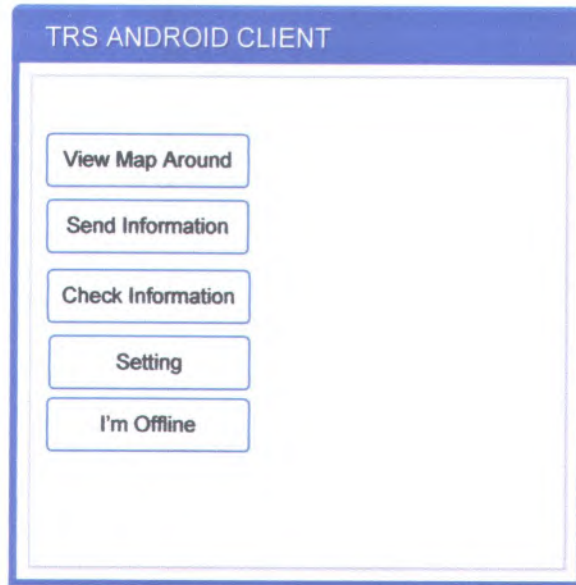 TRS ANDROID CLIENT
View Map Around
Send Information
Check Information
Setting
I'm Offline